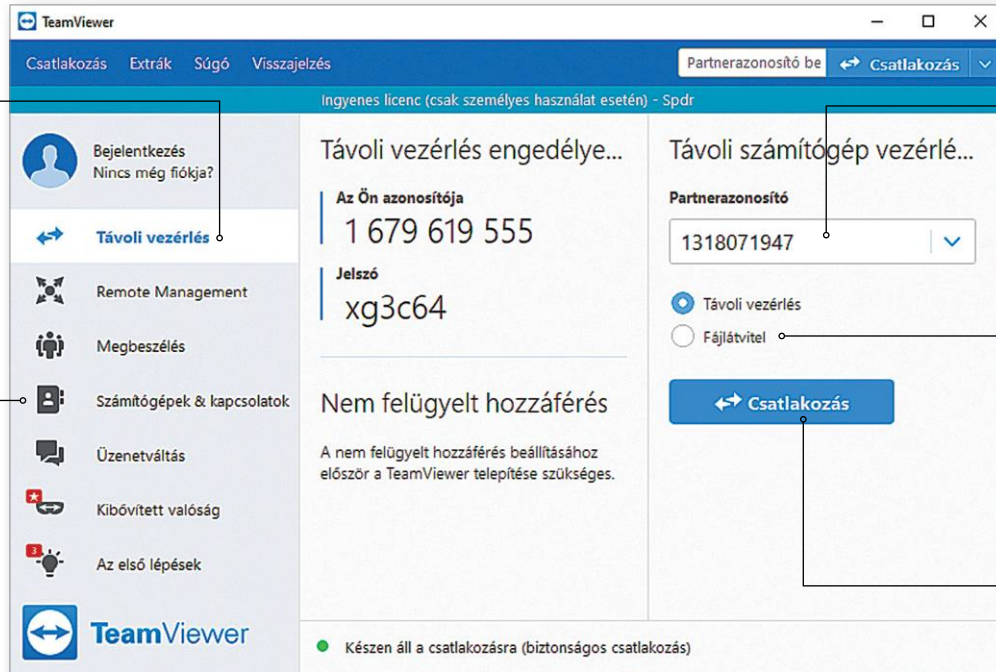 TeamViewer
Csatlakozás Extrák Súgó Visszajelzés
Partnerazonosító be Csatlakozás
Ingyenes licenc (csak személyes használat esetén) - Spdr
Bejelentkezés
Nincs még fiókja?
Távoli vezérlés
Remote Management
Megbeszélés
Számítógépek & kapcsolatok
Üzenetváltás
Kibővített valóság
3
Az első lépések
TeamViewer
Távoli vezérlés engedélye...
Az Ön azonosítója
1 679 619 555
Jelszó
xg3c64
Nem felügyelt hozzáférés
A nem felügyelt hozzáférés beállításához
először a TeamViewer telepítése szükséges.
Távoli számítógép vezérlé...
Partnerazonosító
1318071947
Távoli vezérlés
Fájlátvitel
Csatlakozás
Készen áll a csatlakozásra (biztonságos csatlakozás)